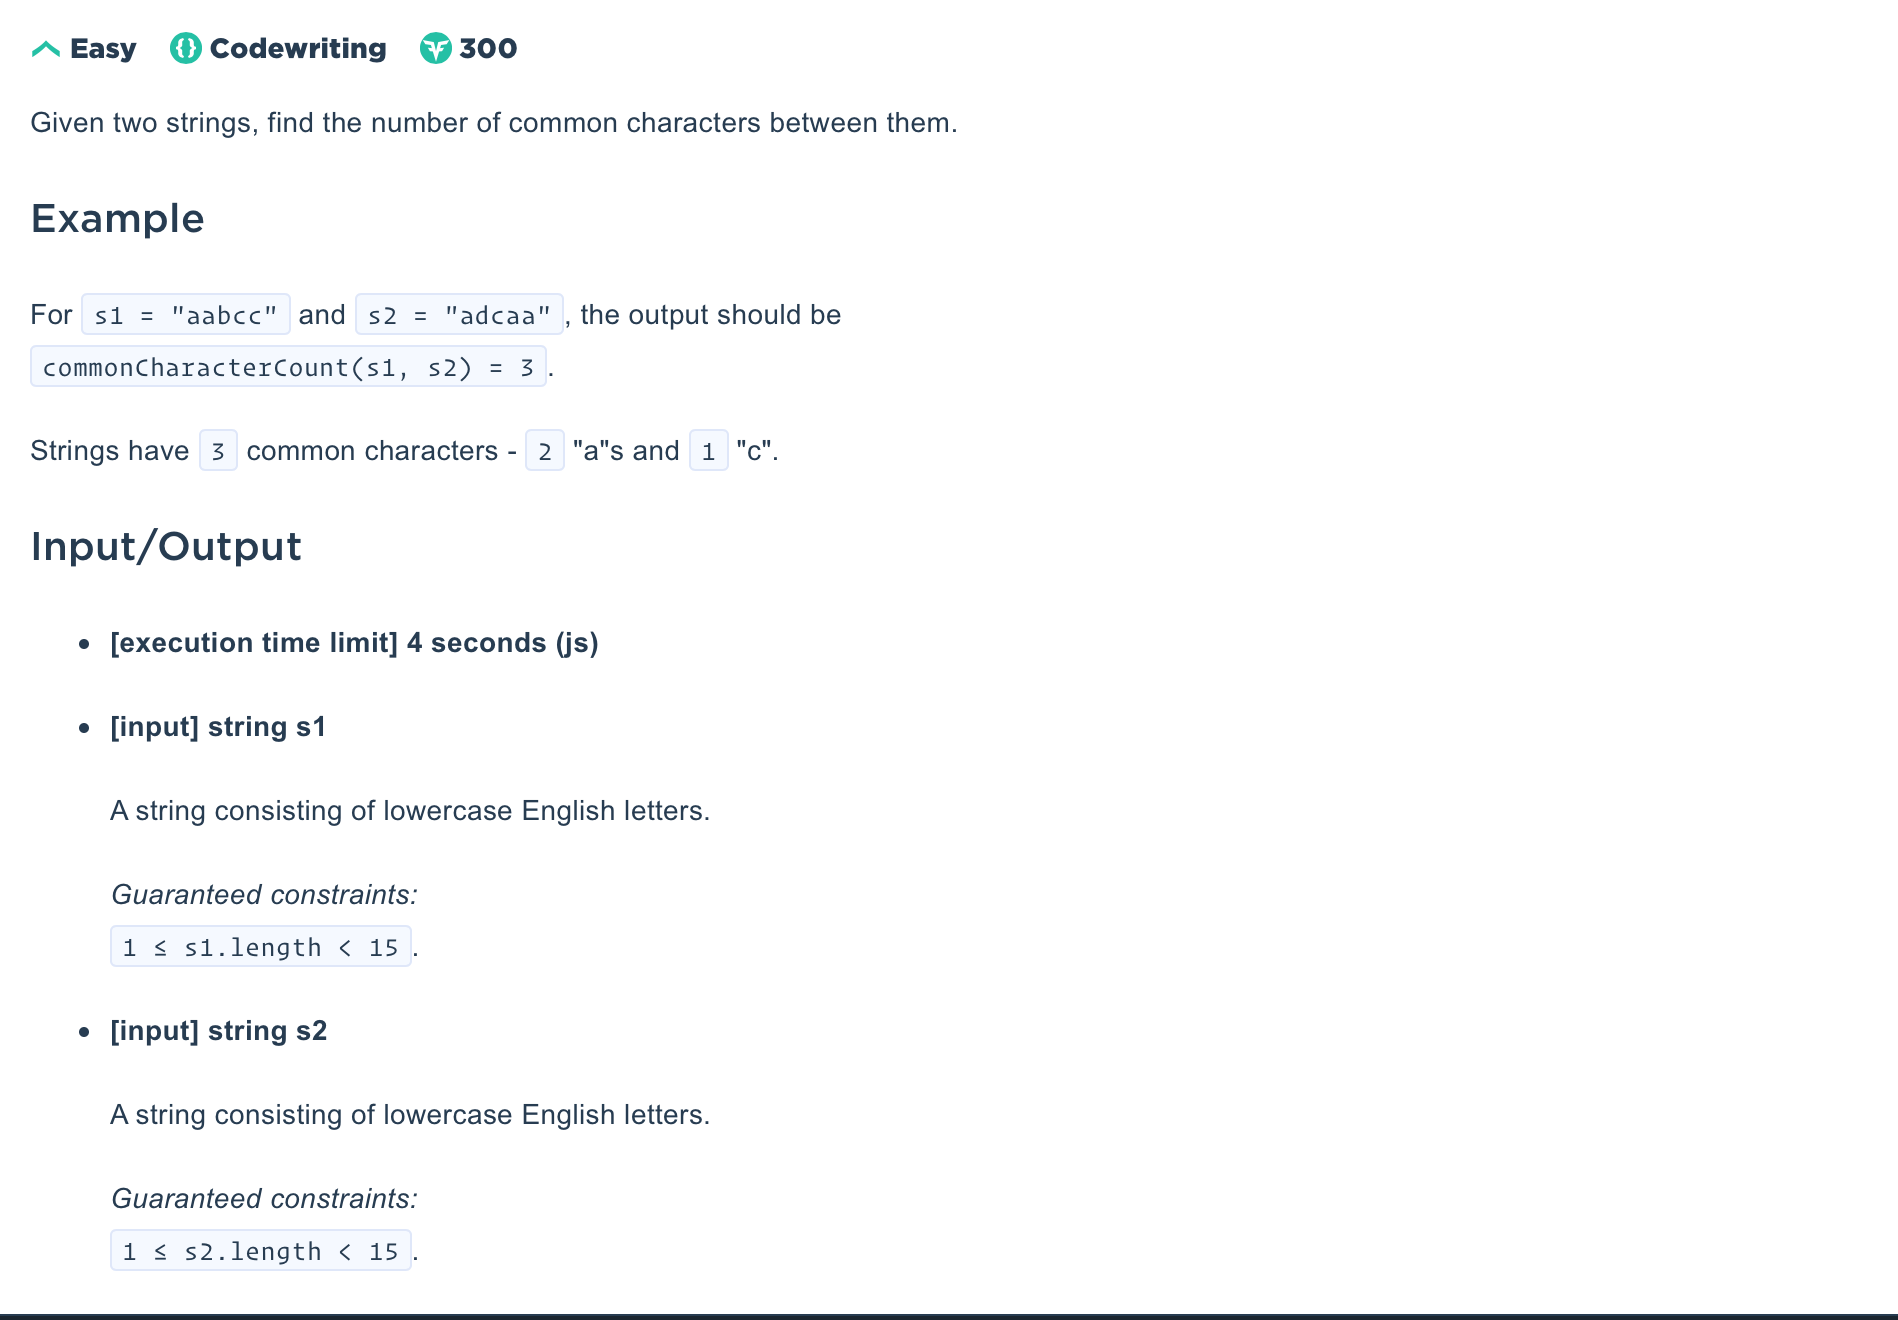 Easy Codewriting 300
Given two strings, find the number of common characters between them.
Example
For s1 = "aabcc" and s2 = "adcaa", the output should be
commonCharacterCount(s1, s2) = 3.
Strings have 3 common characters - 2 "a"s and 1 "c".
Input/Output
• [execution time limit] 4 seconds (js)
• [input] string s1
A string consisting of lowercase English letters.
Guaranteed constraints:
1 ≤ s1.length < 15.
• [input] string s2
A string consisting of lowercase English letters.
Guaranteed constraints:
1 ≤ s2.length < 15.